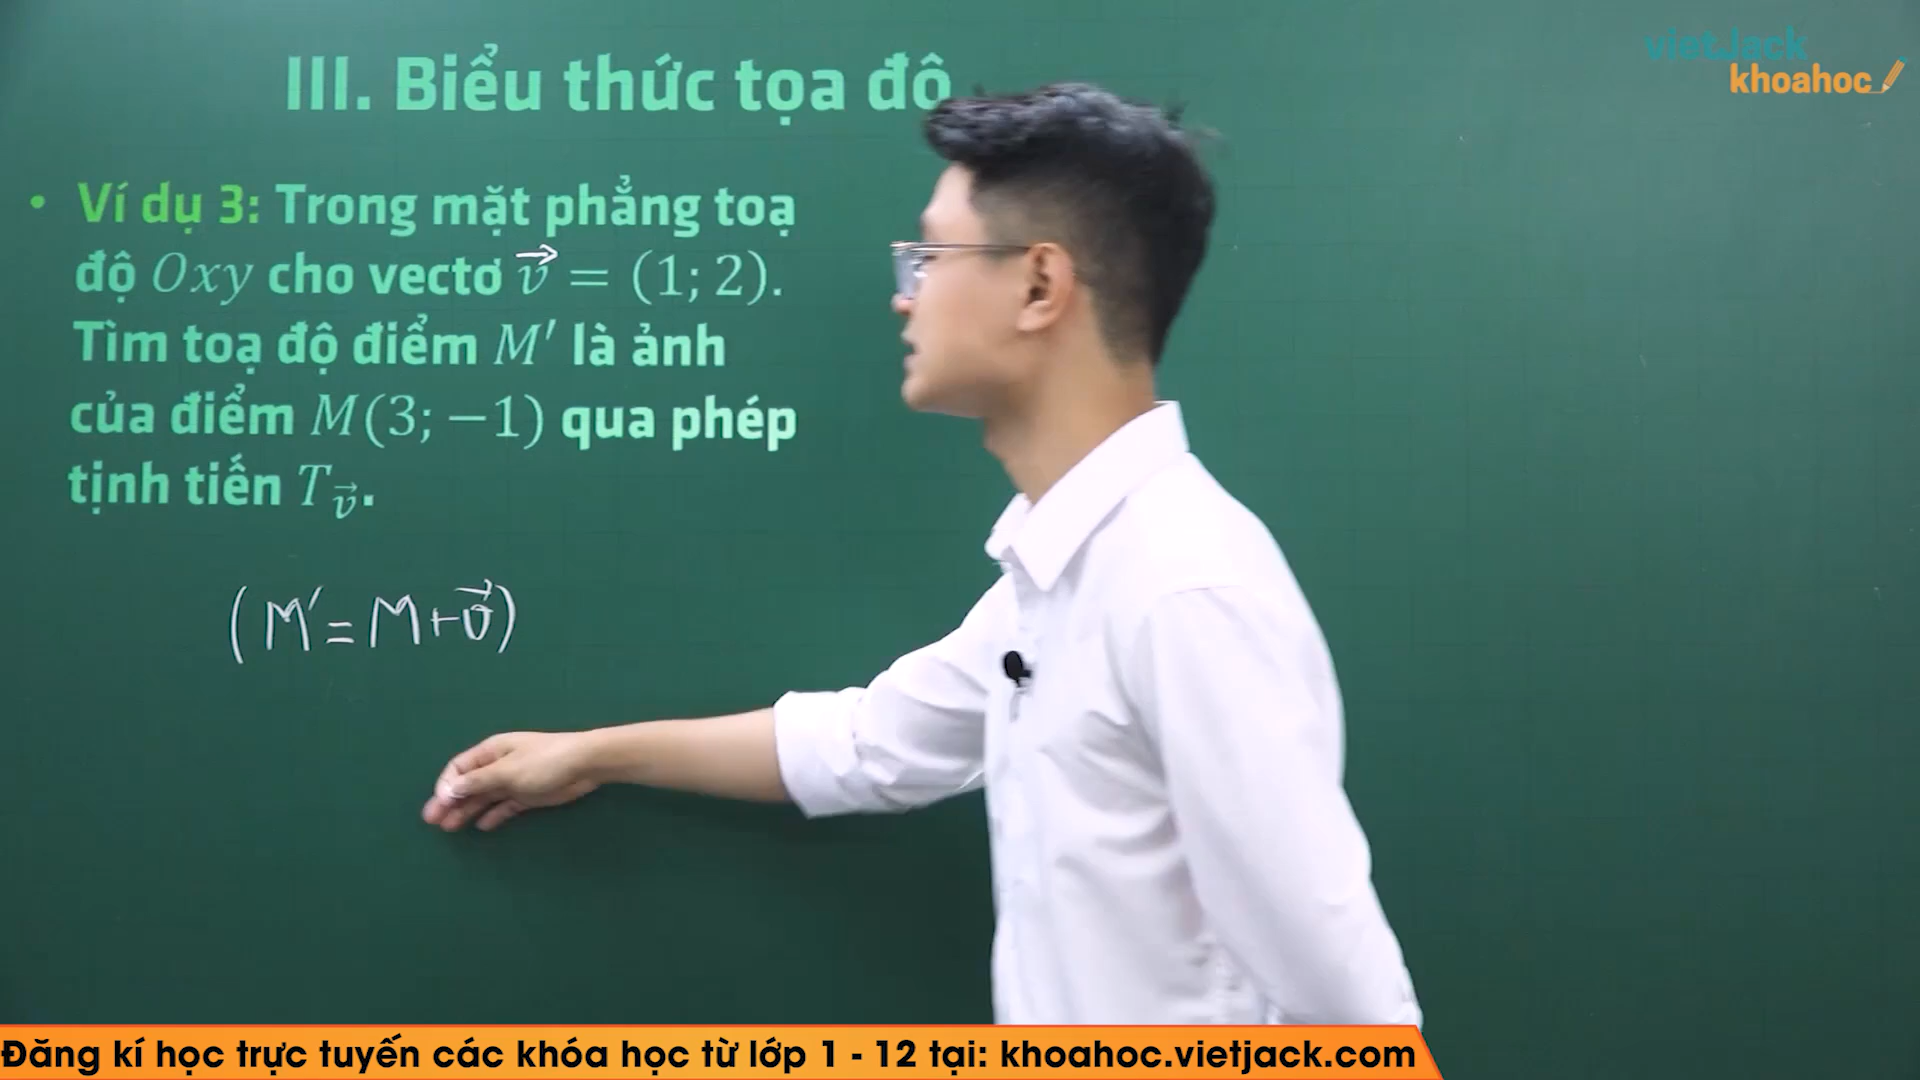 III. Biểu thức tọa độ
vietJack
khoahoc
• Ví dụ 3: Trong mặt phẳng toạ
độ Oxy cho vectơ v⃗ = (1; 2).
Tìm toạ độ điểm M′ là ảnh
của điểm M(3; −1) qua phép
tịnh tiến T_v⃗.
(M′ = M + v⃗)
Đăng kí học trực tuyến các khóa học từ lớp 1 - 12 tại: khoahoc.vietjack.com